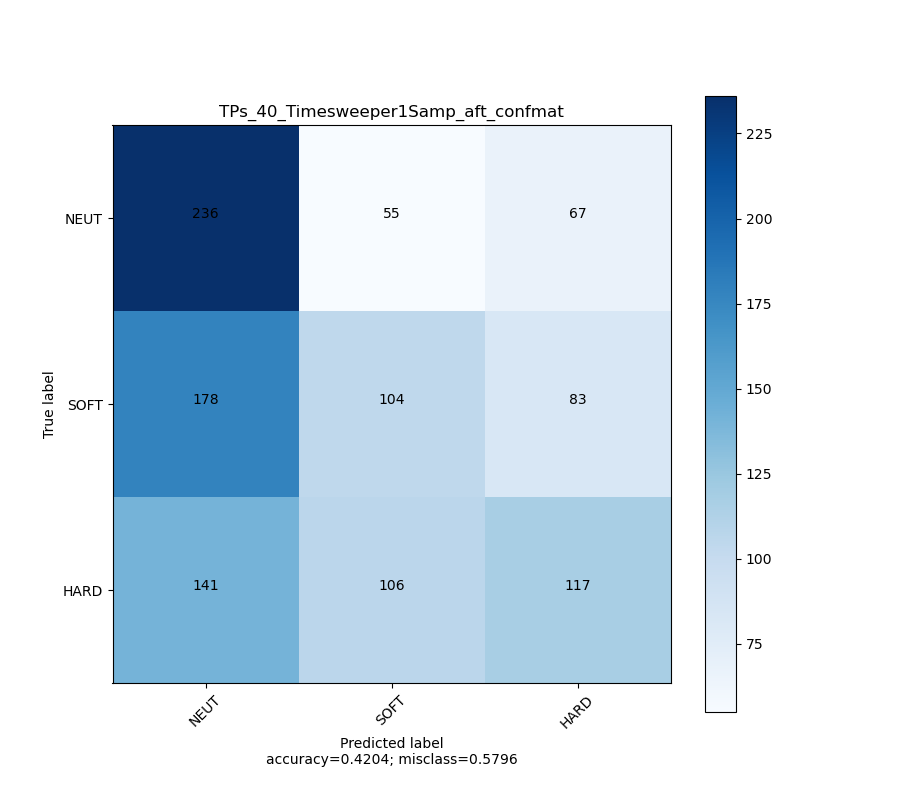 TPs_40_Timesweeper1Samp_aft_confmat
NEUT 236 55 67
SOFT 178 104 83
HARD 141 106 117
NEUT SOFT HARD
True label
Predicted label
accuracy=0.4204; misclass=0.5796
225
200
175
150
125
100
75